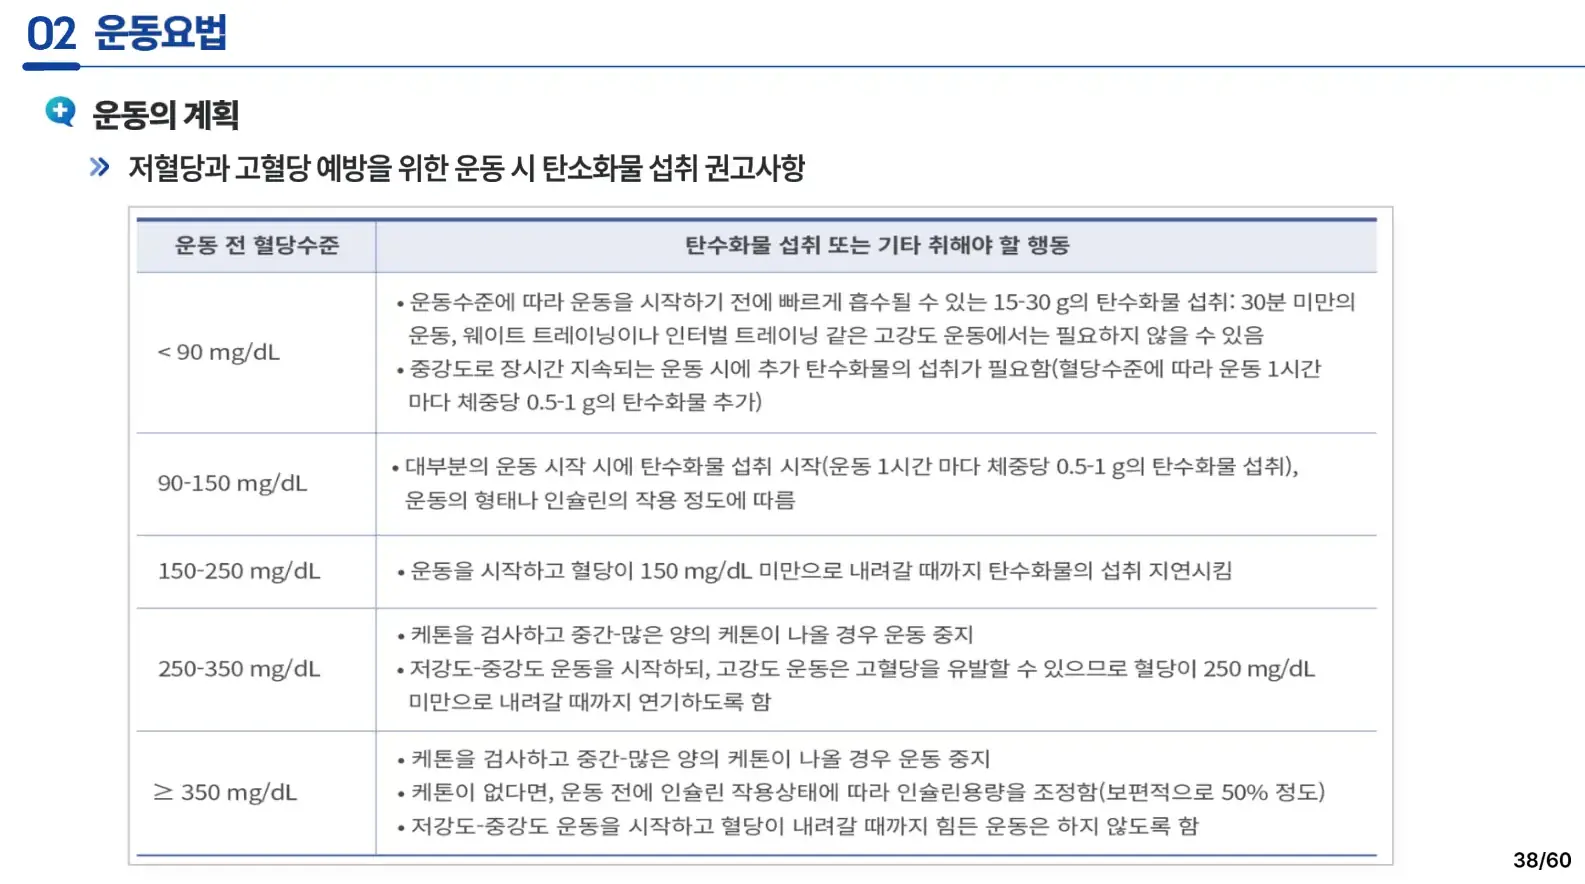 02 운동요법
운동의 계획
저혈당과 고혈당 예방을 위한 운동 시 탄소화물 섭취 권고사항
운동 전 혈당수준
탄수화물 섭취 또는 기타 취해야 할 행동
< 90 mg/dL
• 운동수준에 따라 운동을 시작하기 전에 빠르게 흡수될 수 있는 15-30 g의 탄수화물 섭취: 30분 미만의
운동, 웨이트 트레이닝이나 인터벌 트레이닝 같은 고강도 운동에서는 필요하지 않을 수 있음
• 중강도로 장시간 지속되는 운동 시에 추가 탄수화물의 섭취가 필요함(혈당수준에 따라 운동 1시간
마다 체중당 0.5-1 g의 탄수화물 추가)
90-150 mg/dL
• 대부분의 운동 시작 시에 탄수화물 섭취 시작(운동 1시간 마다 체중당 0.5-1 g의 탄수화물 섭취),
운동의 형태나 인슐린의 작용 정도에 따름
150-250 mg/dL
• 운동을 시작하고 혈당이 150 mg/dL 미만으로 내려갈 때까지 탄수화물의 섭취 지연시킴
250-350 mg/dL
• 케톤을 검사하고 중간-많은 양의 케톤이 나올 경우 운동 중지
• 저강도-중강도 운동을 시작하되, 고강도 운동은 고혈당을 유발할 수 있으므로 혈당이 250 mg/dL
미만으로 내려갈 때까지 연기하도록 함
≥ 350 mg/dL
• 케톤을 검사하고 중간-많은 양의 케톤이 나올 경우 운동 중지
• 케톤이 없다면, 운동 전에 인슐린 작용상태에 따라 인슐린용량을 조정함(보편적으로 50% 정도)
• 저강도-중강도 운동을 시작하고 혈당이 내려갈 때까지 힘든 운동은 하지 않도록 함
38/60